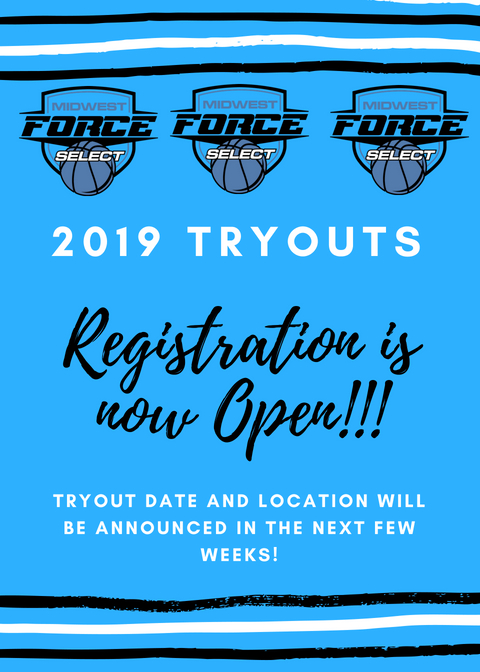 MIDWEST
FORCE
SELECT
MIDWEST
FORCE
SELECT
MIDWEST
FORCE
SELECT
2019 TRYOUTS
Registration is
now Open!!!
TRYOUT DATE AND LOCATION WILL
BE ANNOUNCED IN THE NEXT FEW
WEEKS!